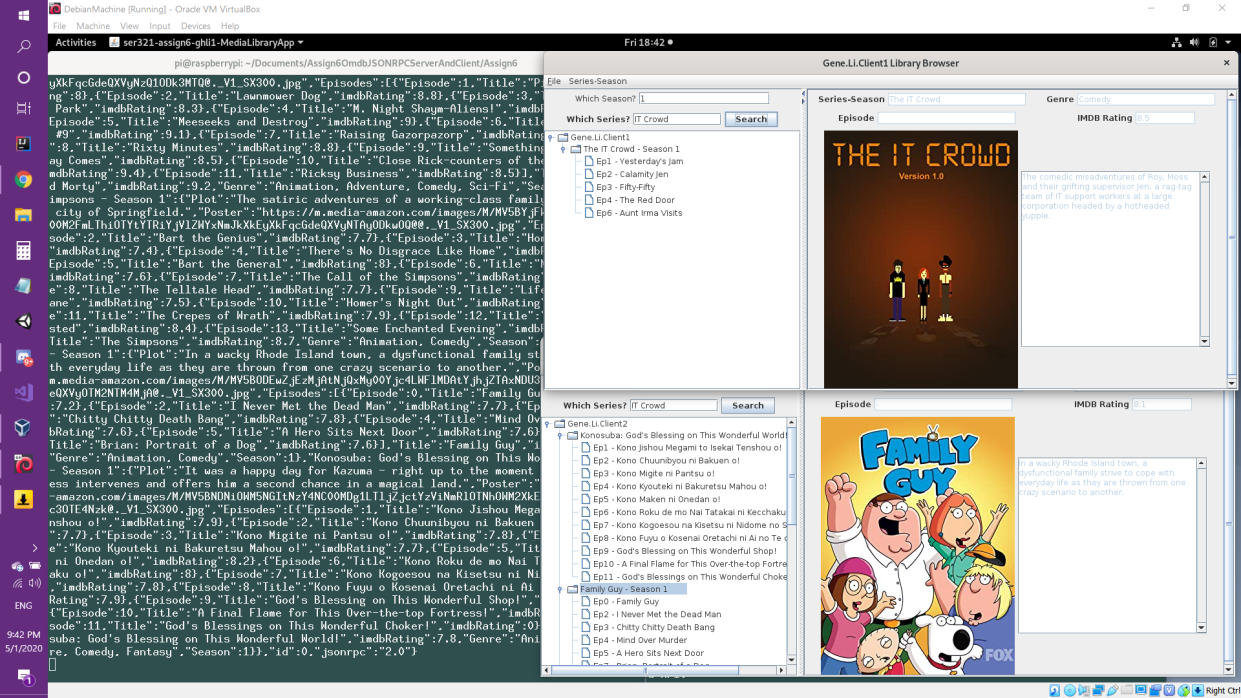 DebianMachine [Running] - Oracle VM VirtualBox
File Machine View Input Devices Help
Activities ser321-assign6-ghli1-MediaLibraryApp Fri 18:42
pi@raspberrypi: ~/Documents/Assign6OmdbJSONRPCServerAndClient/Assign6
yXkFqcGdeQXVyNzQ1ODk3MTQ@._V1_SX300.jpg","Episodes":[{"Episode":1,"Title":"P
ng":8},{"Episode":2,"Title":"Lawnmower Dog","imdbRating":8.8},{"Episode":3,"
Park","imdbRating":8.3},{"Episode":4,"Title":"M. Night Shaym-Aliens!","imdbR
Episode":5,"Title":"Meeseeks and Destroy","imdbRating":9},{"Episode":6,"Title
#9","imdbRating":9.1},{"Episode":7,"Title":"Raising Gazorpazorp","imdbRating
":8,"Title":"Rixty Minutes","imdbRating":8.8},{"Episode":9,"Title":"Something
ay Comes","imdbRating":8.5},{"Episode":10,"Title":"Close Rick-counters of the
mdbRating":9.4},{"Episode":11,"Title":"Ricksy Business","imdbRating":8.5}],"
d Morty","imdbRating":9.2,"Genre":"Animation, Adventure, Comedy, Sci-Fi","Sea
impsons - Season 1":{"Plot":"The satiric adventures of a working-class family
city of Springfield.","Poster":"https://m.media-amazon.com/images/M/MV5BYjFk
sode":2,"Title":"Bart the Genius","imdbRating":7.7},{"Episode":3,"Title":"Hom
"imdbRating":7.4},{"Episode":4,"Title":"There's No Disgrace Like Home","imdbR
Episode":5,"Title":"Bart the General","imdbRating":8},{"Episode":6,"Title":"M
imdbRating":7.6},{"Episode":7,"Title":"The Call of the Simpsons","imdbRating
e":8,"Title":"The Telltale Head","imdbRating":7.7},{"Episode":9,"Title":"Life
ane","imdbRating":7.5},{"Episode":10,"Title":"Homer's Night Out","imdbRating
e":11,"Title":"The Crepes of Wrath","imdbRating":7.9},{"Episode":12,"Title":"
sted","imdbRating":8.4},{"Episode":13,"Title":"Some Enchanted Evening","imdbR
Title":"The Simpsons","imdbRating":8.7,"Genre":"Animation, Comedy","Season":
- Season 1":{"Plot":"In a wacky Rhode Island town, a dysfunctional family st
with everyday life as they are thrown from one crazy scenario to another.","Po
eQXVyOTM2NTM4MjA@._V1_SX300.jpg","Episodes":[{"Episode":0,"Title":"Family Gu
:7.2},{"Episode":2,"Title":"I Never Met the Dead Man","imdbRating":7.7},{"Ep
"Chitty Chitty Death Bang","imdbRating":7.8},{"Episode":4,"Title":"Mind Ov
Rating":7.6},{"Episode":5,"Title":"A Hero Sits Next Door","imdbRating":7.6}
Title":"Brian: Portrait of a Dog","imdbRating":7.6}],"Title":"Family Guy","i
"Genre":"Animation, Comedy","Season":1},"Konosuba: God's Blessing on This Wo
- Season 1":{"Plot":"It was a happy day for Kazuma - right up to the moment
ess intervenes and offers him a second chance in a magical land.","Poster":"
c3OTE4Nzk@._V1_SX300.jpg","Episodes":[{"Episode":1,"Title":"Kono Jishou Mega
nshou o!","imdbRating":7.9},{"Episode":2,"Title":"Kono Chuunibyou ni Bakuen
:7.7},{"Episode":3,"Title":"Kono Migite ni Pantsu o!","imdbRating":7.8},{"E
e":"Kono Kyouteki ni Bakuretsu Mahou o!","imdbRating":7.7},{"Episode":5,"Tit
ni Onedan o!","imdbRating":8.2},{"Episode":6,"Title":"Kono Roku de mo Nai T
aku o!","imdbRating":8},{"Episode":7,"Title":"Kono Kogoesou na Kisetsu ni Ni
":7.8},{"Episode":8,"Title":"Kono Fuyu o Kosenai Oretachi ni Ai
Rating":7.9},{"Episode":9,"Title":"God's Blessing on This Wonderful Shop!","
{"Episode":10,"Title":"A Final Flame for This Over-the-top Fortress!","imdbR
ode":11,"Title":"God's Blessings on This Wonderful Choker!","imdbRating":0}
suba: God's Blessing on This Wonderful World!","imdbRating":7.8,"Genre":"Ani
re, Comedy, Fantasy","Season":1}},"id":0,"jsonrpc":"2.0"}
Gene.Li.Client1 Library Browser
File Series-Season
Which Season? 1
Which Series? IT Crowd Search
Gene.Li.Client1
The IT Crowd - Season 1
Ep1 - Yesterday's Jam
Ep2 - Calamity Jen
Ep3 - Fifty-Fifty
Ep4 - The Red Door
Ep6 - Aunt Irma Visits
Series-Season The IT Crowd Genre Comedy
Episode IMDB Rating 8.5
THE IT CROWD
Version 1.0
The comedic misadventures of Roy, Moss
and their grifting supervisor Jen, a rag-tag
team of IT support workers at a large
corporation headed by a hotheaded
yuppie.
Which Series? IT Crowd Search
Gene.Li.Client2
Konosuba: God's Blessing on This Wonderful World!
Ep1 - Kono Jishou Megami to Isekai Tenshou o!
Ep2 - Kono Chuunibyou ni Bakuen o!
Ep3 - Kono Migite ni Pantsu o!
Ep4 - Kono Kyouteki ni Bakuretsu Mahou o!
Ep5 - Kono Maken ni Onedan o!
Ep6 - Kono Roku de mo Nai Tatakai ni Kecchaku
Ep7 - Kono Kogoesou na Kisetsu ni Nidome no S
Ep8 - Kono Fuyu o Kosenai Oretachi ni Ai no Te o
Ep9 - God's Blessing on This Wonderful Shop!
Ep10 - A Final Flame for This Over-the-top Fortress
Ep11 - God's Blessings on This Wonderful Choke
Family Guy - Season 1
Ep0 - Family Guy
Ep2 - I Never Met the Dead Man
Ep3 - Chitty Chitty Death Bang
Ep4 - Mind Over Murder
Ep5 - A Hero Sits Next Door
Episode IMDB Rating 8.1
FAMILY
GUY
FOX
In a wacky Rhode Island town, a
dysfunctional family strive to cope with
everyday life as they are thrown from one
crazy scenario to another.
ENG
9:42 PM
5/1/2020
Right Ctrl